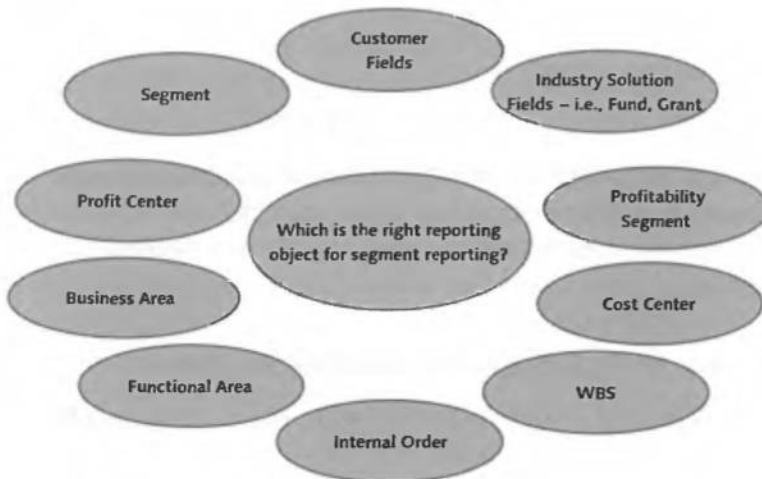 Customer
Fields
Segment
Industry Solution
Fields – i.e., Fund, Grant
Profit Center
Which is the right reporting
object for segment reporting?
Profitability
Segment
Business Area
Cost Center
Functional Area
WBS
Internal Order